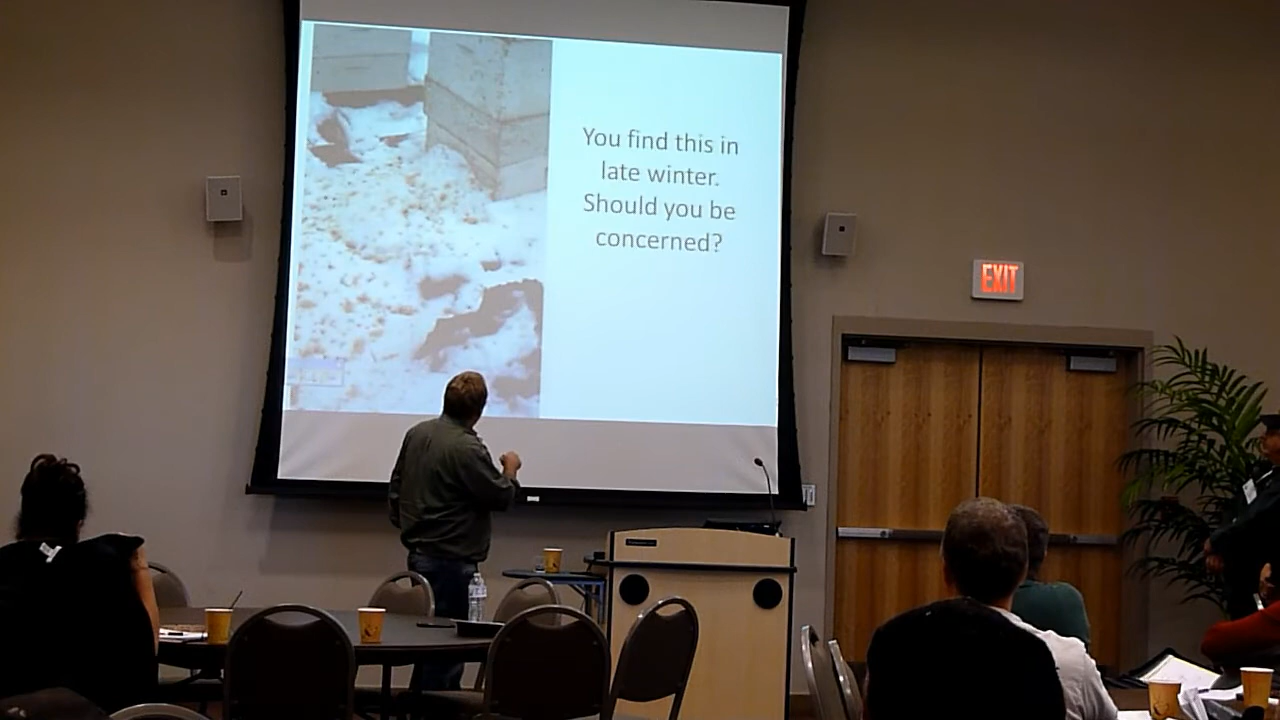 You find this in
late winter.
Should you be
concerned?
EXIT